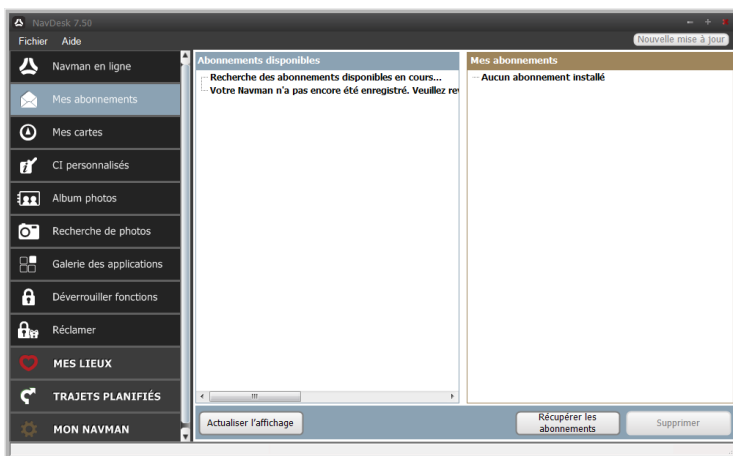 NavDesk 7.50
Fichier Aide
Nouvelle mise à jour
Navman en ligne
Mes abonnements
Mes cartes
CI personnalisés
Album photos
Recherche de photos
Galerie des applications
Déverrouiller fonctions
Réclamer
MES LIEUX
TRAJETS PLANIFIÉS
MON NAVMAN
Abonnements disponibles
Recherche des abonnements disponibles en cours...
Votre Navman n'a pas encore été enregistré. Veuillez
Mes abonnements
Aucun abonnement installé
Actualiser l'affichage
Récupérer les
abonnements
Supprimer